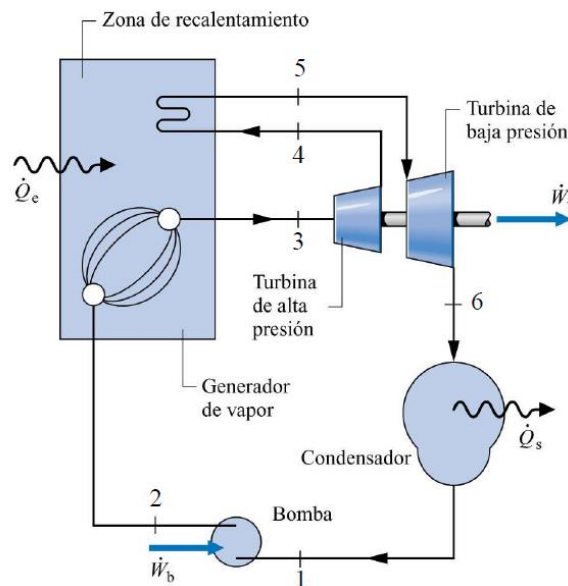 Zona de recalentamiento
5
Turbina de
baja presión
4
Q̇e
3
Ẇ
Turbina
de alta
presión
6
Generador
de vapor
Q̇s
Condensador
2
Bomba
Ẇb
1